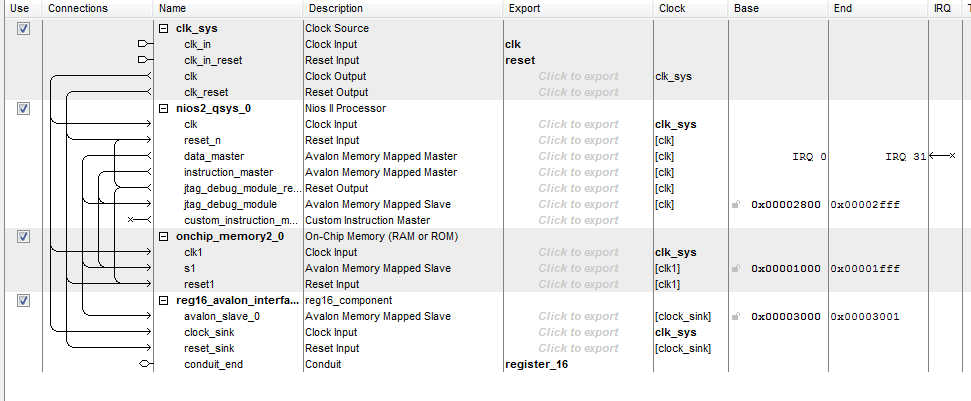 Use Connections Name Description Export Clock Base End IRQ T
clk_sys Clock Source
clk_in Clock Input clk
clk_in_reset Reset Input reset
clk Clock Output Click to export clk_sys
clk_reset Reset Output Click to export
nios2_qsys_0 Nios II Processor
clk Clock Input Click to export clk_sys
reset_n Reset Input Click to export [clk]
data_master Avalon Memory Mapped Master Click to export [clk] IRQ 0 IRQ 31
instruction_master Avalon Memory Mapped Master Click to export [clk]
jtag_debug_module_re... Reset Output Click to export [clk]
jtag_debug_module Avalon Memory Mapped Slave Click to export [clk] 0x00002800 0x00002fff
custom_instruction_m... Custom Instruction Master Click to export
onchip_memory2_0 On-Chip Memory (RAM or ROM)
clk1 Clock Input Click to export clk_sys
s1 Avalon Memory Mapped Slave Click to export [clk1] 0x00001000 0x00001fff
reset1 Reset Input Click to export [clk1]
reg16_avalon_interfa... reg16_component
avalon_slave_0 Avalon Memory Mapped Slave Click to export [clock_sink] 0x00003000 0x00003001
clock_sink Clock Input Click to export clk_sys
reset_sink Reset Input Click to export [clock_sink]
conduit_end Conduit register_16